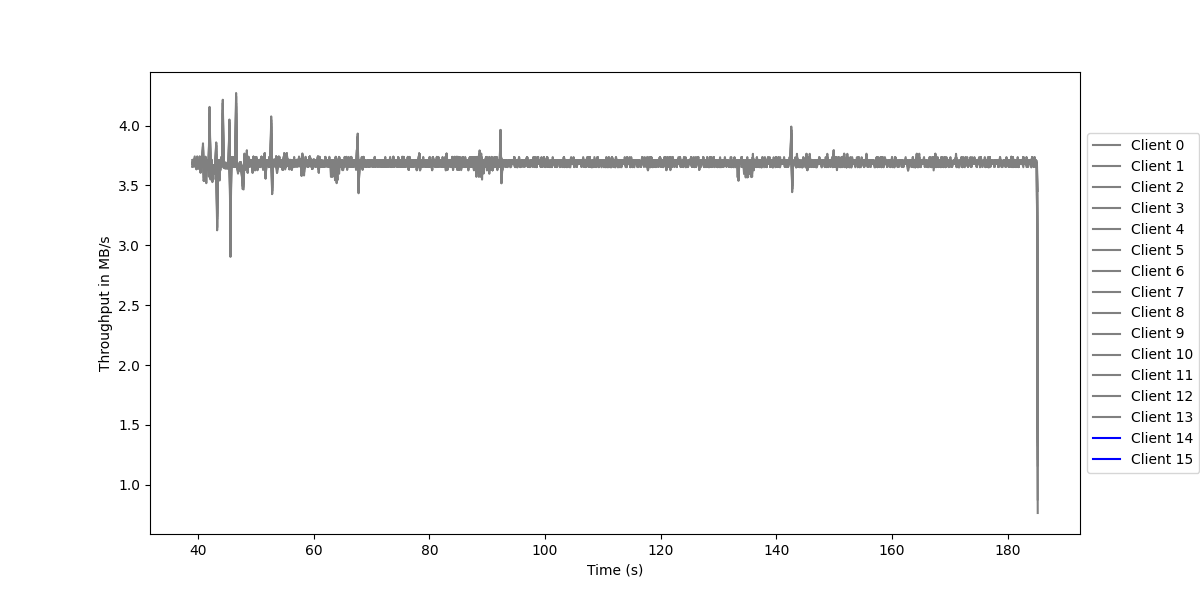 4.0
3.5
3.0
2.5
2.0
1.5
1.0
Throughput in MB/s
40 60 80 100 120 140 160 180
Time (s)
Client 0
Client 1
Client 2
Client 3
Client 4
Client 5
Client 6
Client 7
Client 8
Client 9
Client 10
Client 11
Client 12
Client 13
Client 14
Client 15